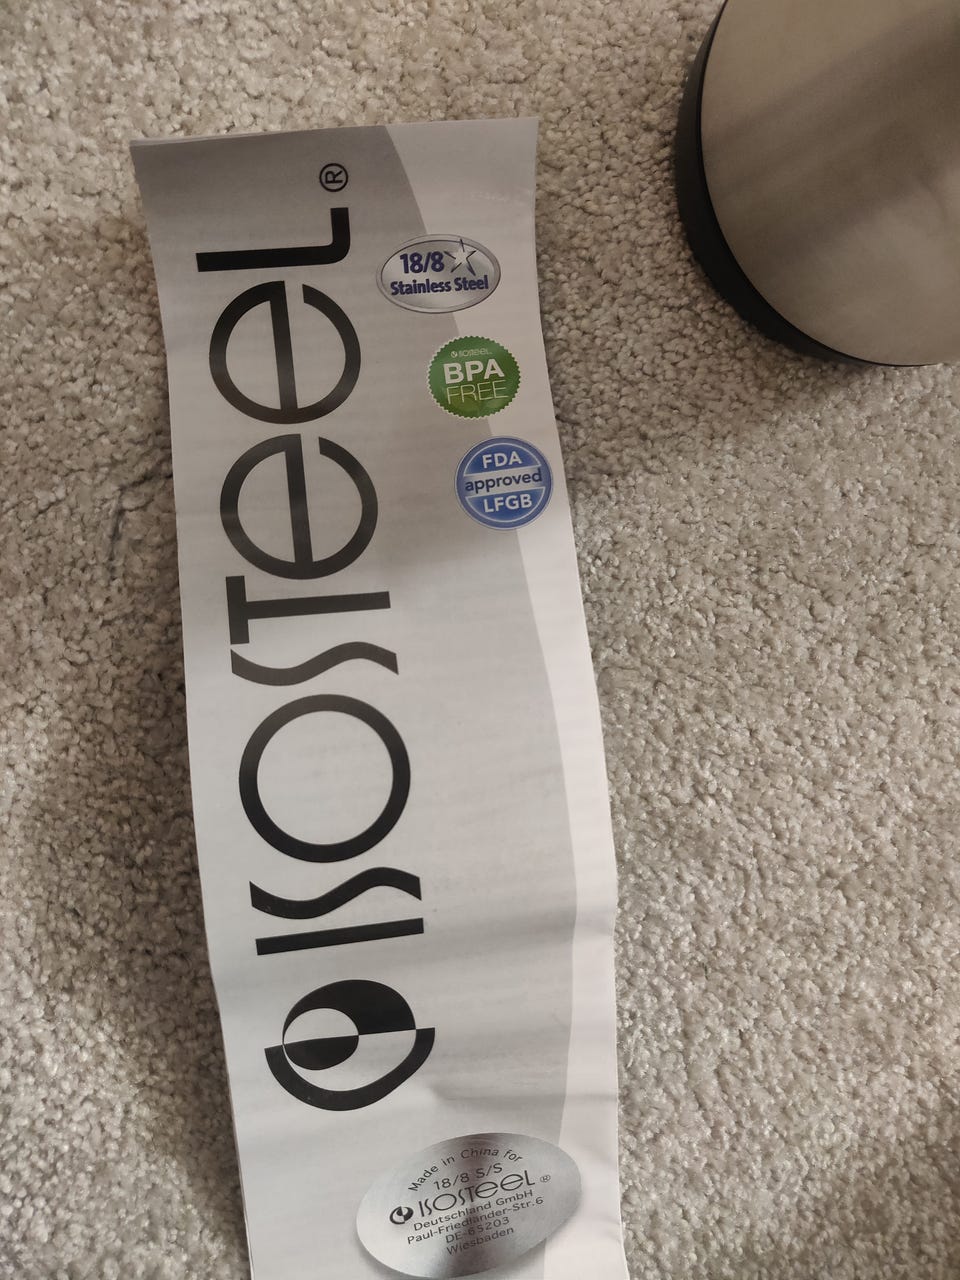 ISOSTEEL®
18/8
Stainless Steel
ISOSTEEL
BPA
FREE
FDA
approved
LFGB
Made in China for
18/8 S/S
ISOSTEEL®
Deutschland GmbH
Paul-Friedländer-Str.6
DE-65203
Wiesbaden